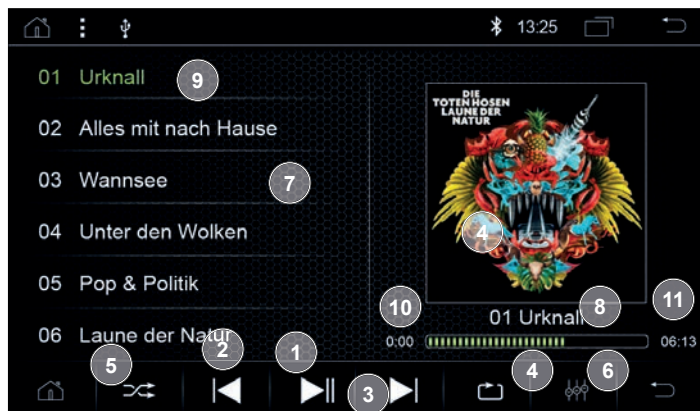 13:25
01 Urknall
9
02 Alles mit nach Hause
03 Wannsee
7
04 Unter den Wolken
05 Pop & Politik
06 Laune der Natur
DIE
TOTEN HOSEN
LAUNE DER
NATUR
4
10
8
11
01 Urknall
0:00
06:13
5
2
1
3
4
6